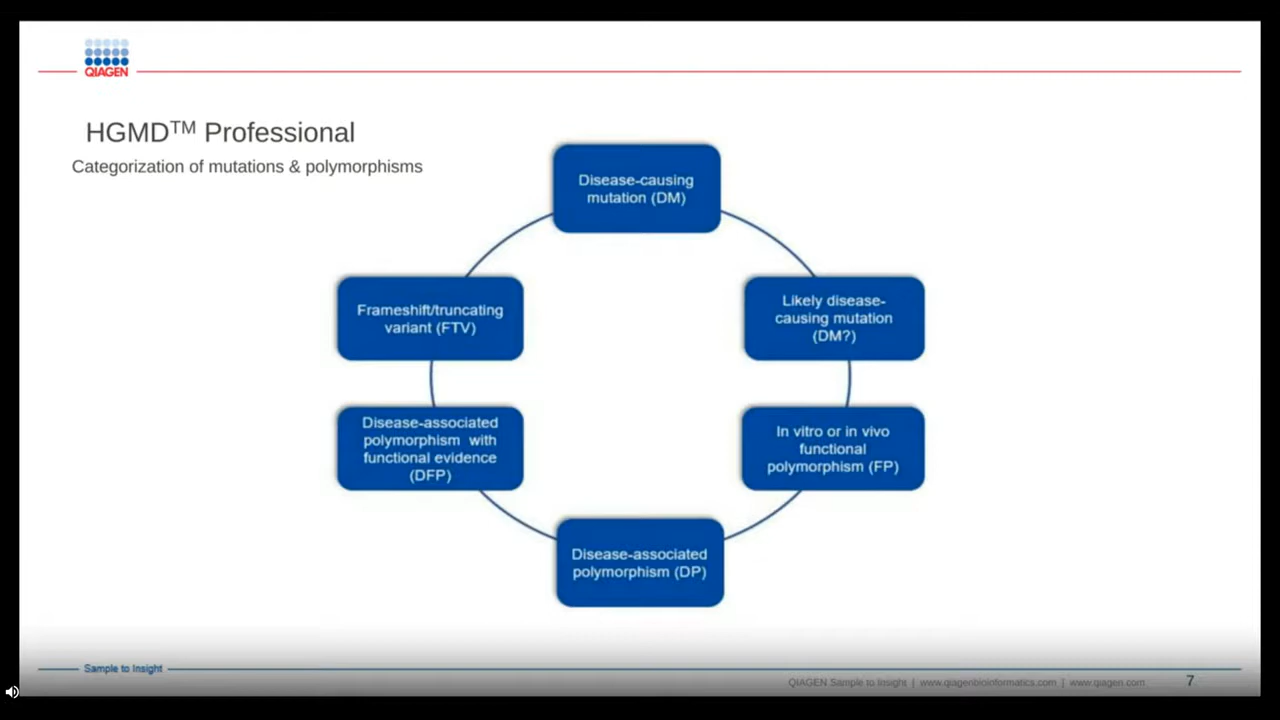 QIAGEN
HGMD™ Professional
Categorization of mutations & polymorphisms
Disease-causing
mutation (DM)
Likely disease-
causing mutation
(DM?)
In vitro or in vivo
functional
polymorphism (FP)
Disease-associated
polymorphism (DP)
Disease-associated
polymorphism with
functional evidence
(DFP)
Frameshift/truncating
variant (FTV)
Sample to Insight
QIAGEN Sample to Insight | www.qiagenbioinformatics.com | www.qiagen.com
7